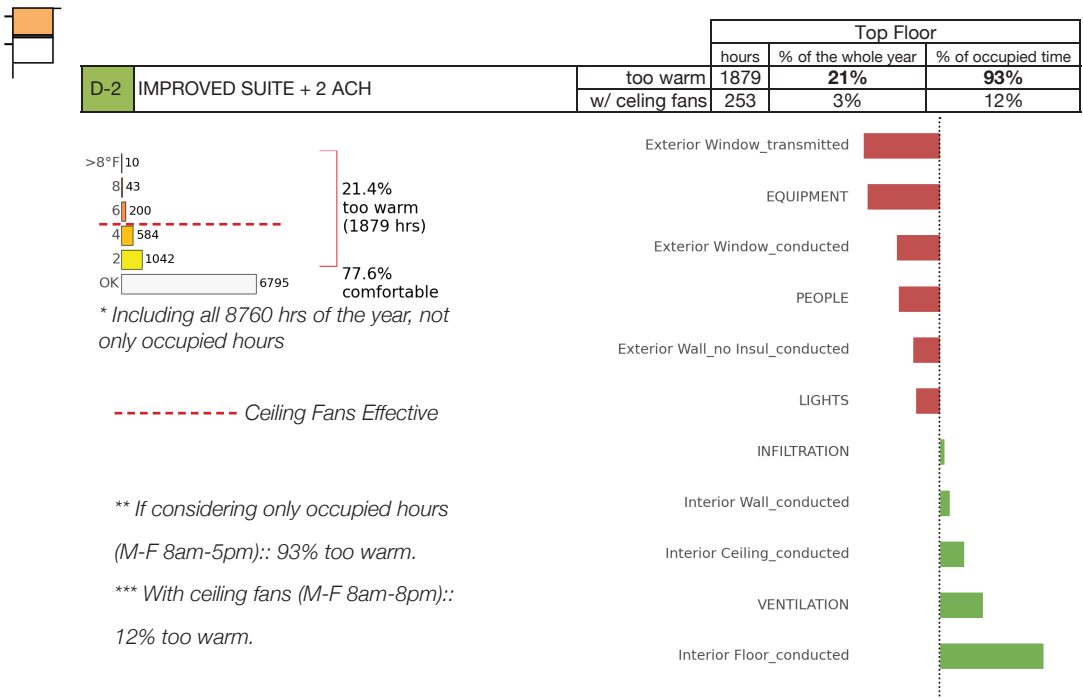 Top Floor
hours % of the whole year % of occupied time
D-2 IMPROVED SUITE + 2 ACH too warm 1879 21% 93%
w/ celing fans 253 3% 12%
>8°F 10
8 43
6 200
4 584
2 1042
OK 6795
21.4%
too warm
(1879 hrs)
77.6%
comfortable
* Including all 8760 hrs of the year, not
only occupied hours
Ceiling Fans Effective
** If considering only occupied hours
(M-F 8am-5pm):: 93% too warm.
*** With ceiling fans (M-F 8am-8pm)::
12% too warm.
Exterior Window_transmitted
EQUIPMENT
Exterior Window_conducted
PEOPLE
Exterior Wall_no Insul_conducted
LIGHTS
INFILTRATION
Interior Wall_conducted
Interior Ceiling_conducted
VENTILATION
Interior Floor_conducted